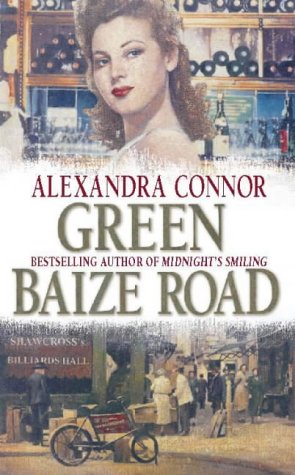 ALEXANDRA CONNOR
GREEN
BESTSELLING AUTHOR OF MIDNIGHT'S SMILING
BAIZE ROAD
SHAWCROSS's
BILLIARDS HALL